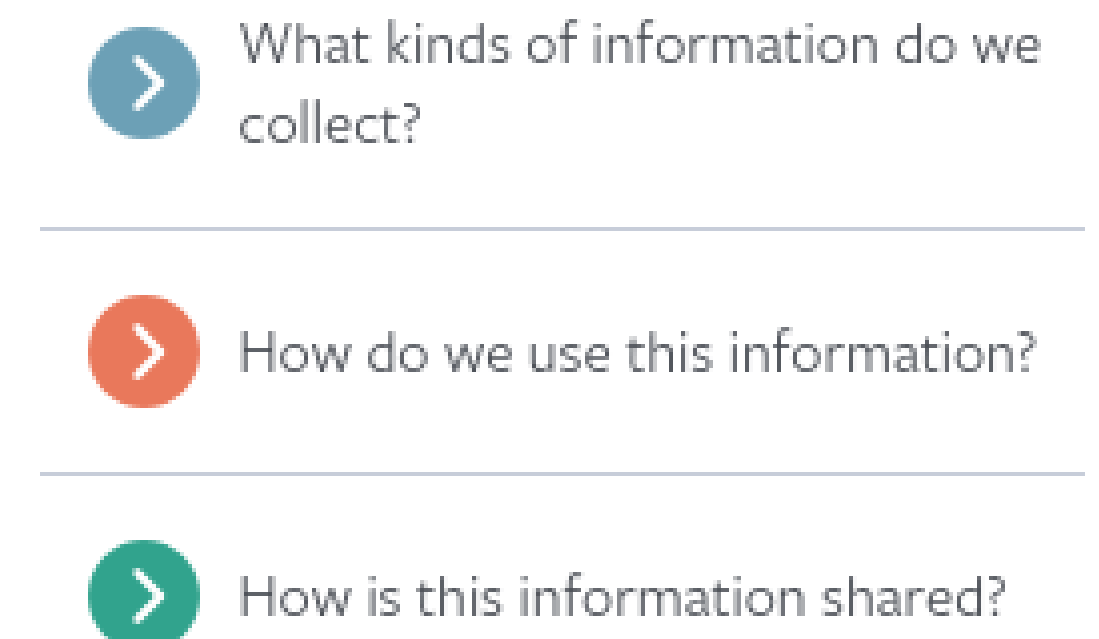 What kinds of information do we
collect?
How do we use this information?
How is this information shared?